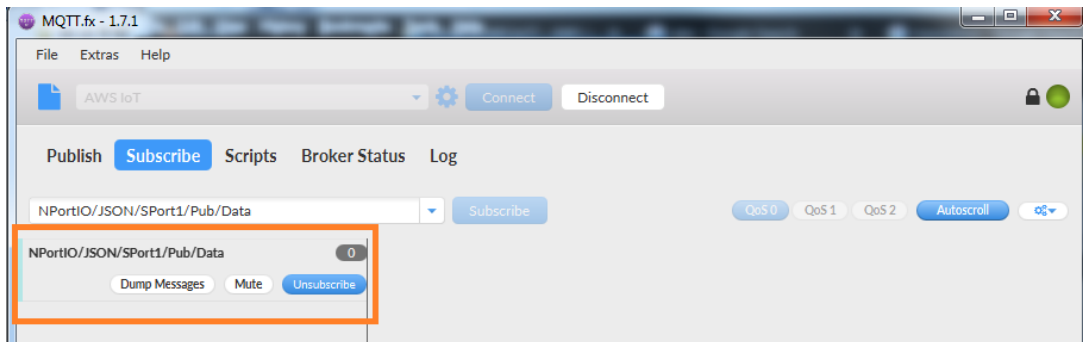 MQTT.fx - 1.7.1
File Extras Help
AWS IoT Connect Disconnect
Publish Subscribe Scripts Broker Status Log
NPortIO/JSON/SPort1/Pub/Data Subscribe QoS 0 QoS 1 QoS 2 Autoscroll
NPortIO/JSON/SPort1/Pub/Data 0
Dump Messages Mute Unsubscribe